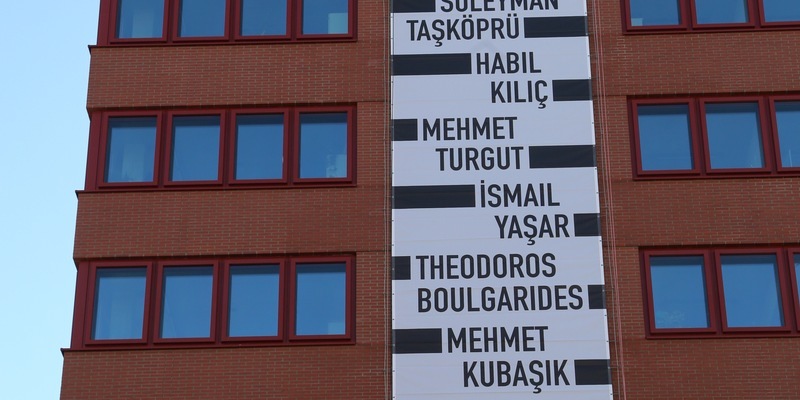 SÜLEYMAN
TAŞKÖPRÜ
HABIL
KILIÇ
MEHMET
TURGUT
İSMAIL
YAŞAR
THEODOROS
BOULGARIDES
MEHMET
KUBAŞIK